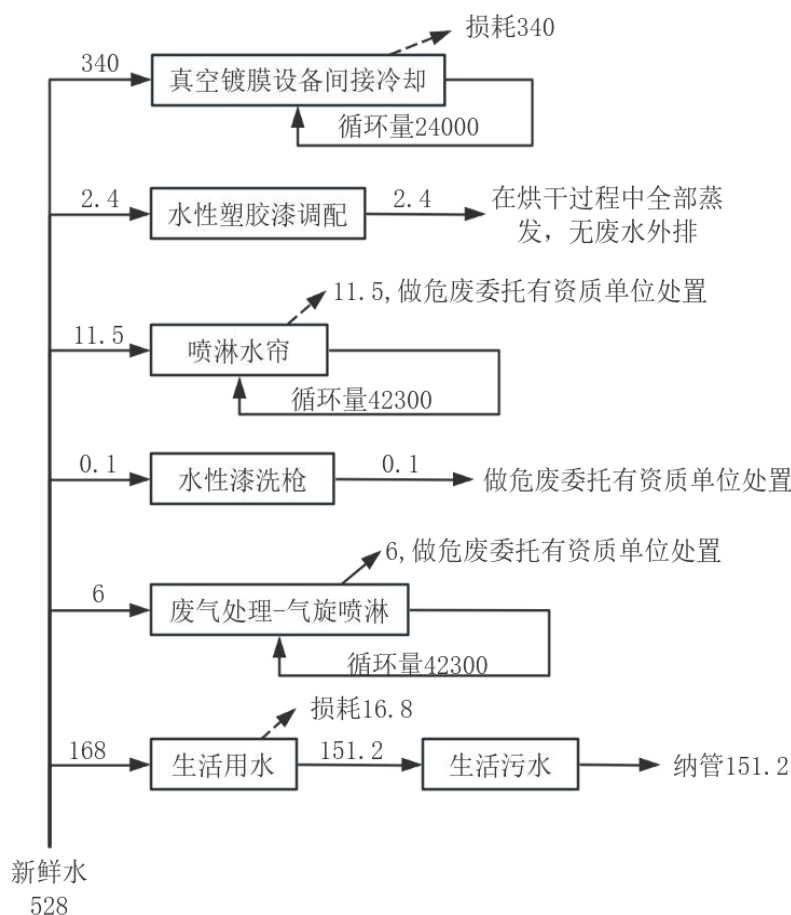 损耗340
340
真空镀膜设备间接冷却
循环量24000
2.4
水性塑胶漆调配
2.4
在烘干过程中全部蒸
发，无废水外排
11.5,做危废委托有资质单位处置
11.5
喷淋水帘
循环量42300
0.1
水性漆洗枪
0.1
做危废委托有资质单位处置
6,做危废委托有资质单位处置
6
废气处理-气旋喷淋
循环量42300
损耗16.8
168
生活用水
151.2
生活污水
纳管151.2
新鲜水
528